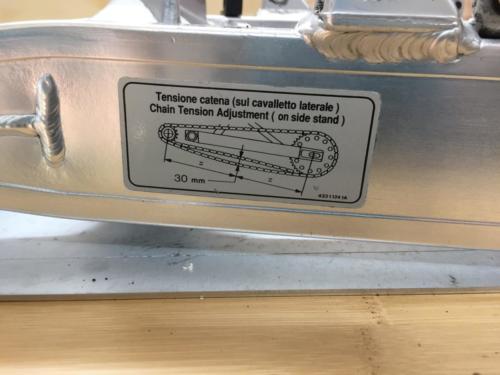 Tensione catena (sul cavalletto laterale)
Chain Tension Adjustment (on side stand)
30 mm
z
z